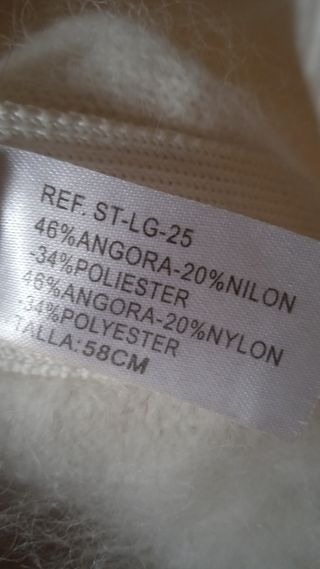 REF. ST-LG-25
46%ANGORA-20%NILON
-34%POLIESTER
46%ANGORA-20%NYLON
-34%POLYESTER
TALLA:58CM